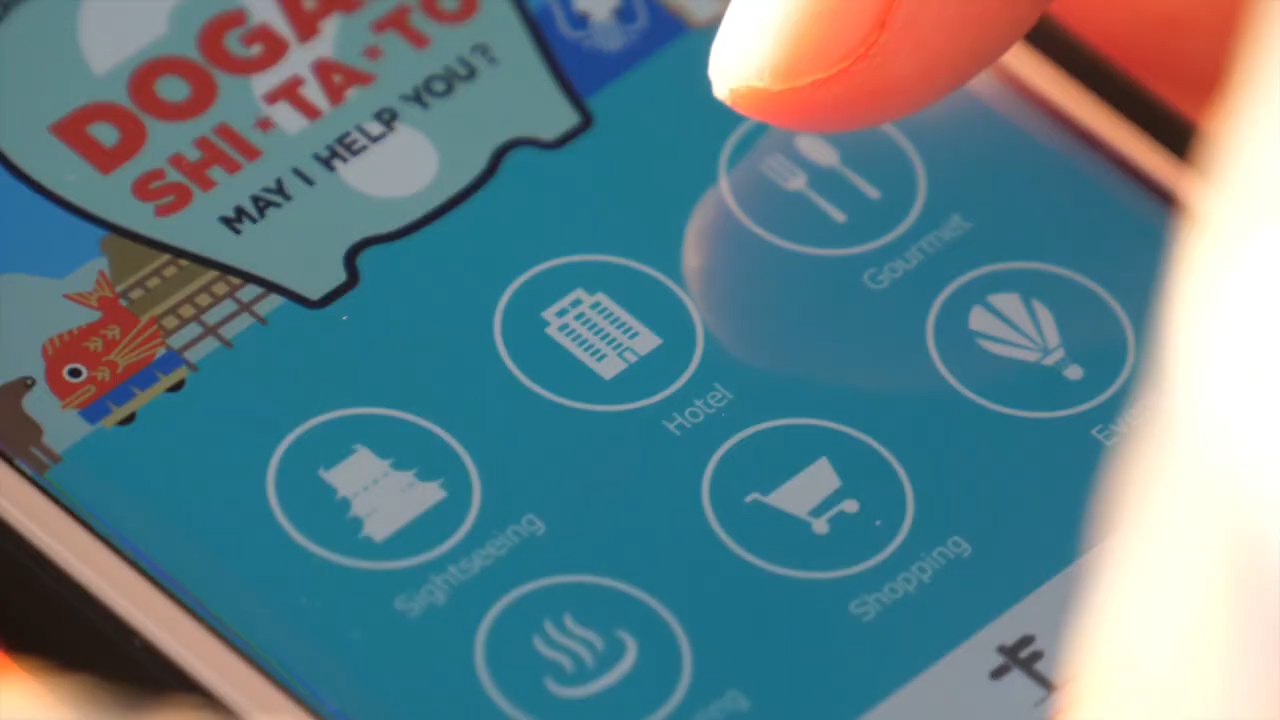 DOGA
SHI・TA・TO
MAY I HELP YOU?
Gourmet
Hotel
Sightseeing
Shopping